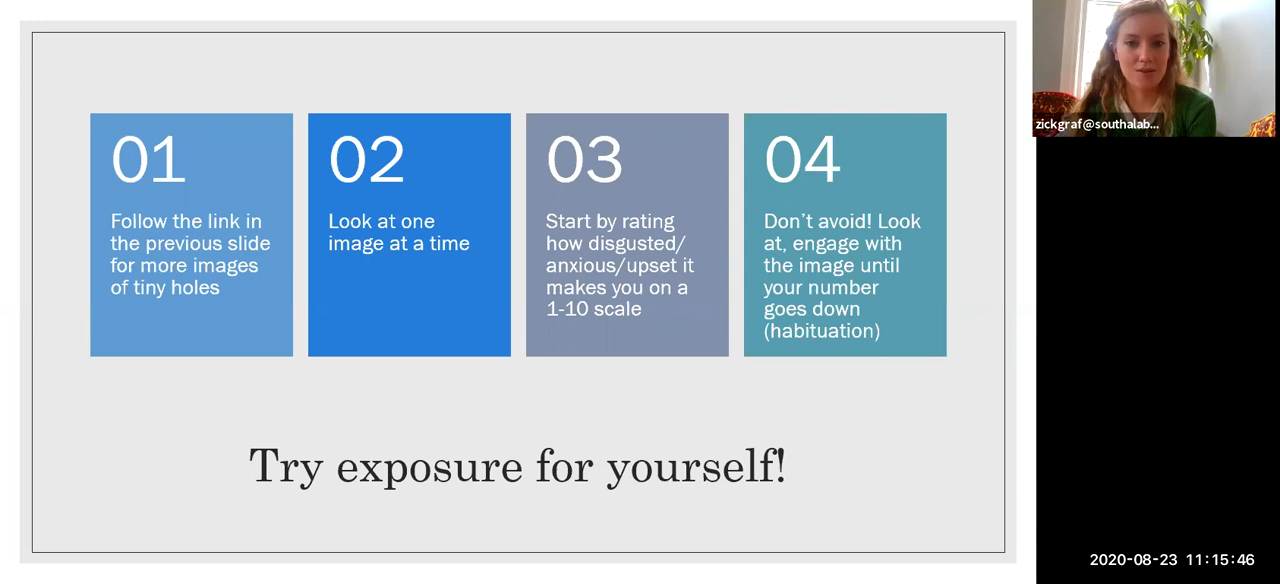 01
Follow the link in
the previous slide
for more images
of tiny holes
02
Look at one
image at a time
03
Start by rating
how disgusted/
anxious/upset it
makes you on a
1-10 scale
04
Don’t avoid! Look
at, engage with
the image until
your number
goes down
(habituation)
Try exposure for yourself!
zickgraf@southalab...
2020-08-23 11:15:46